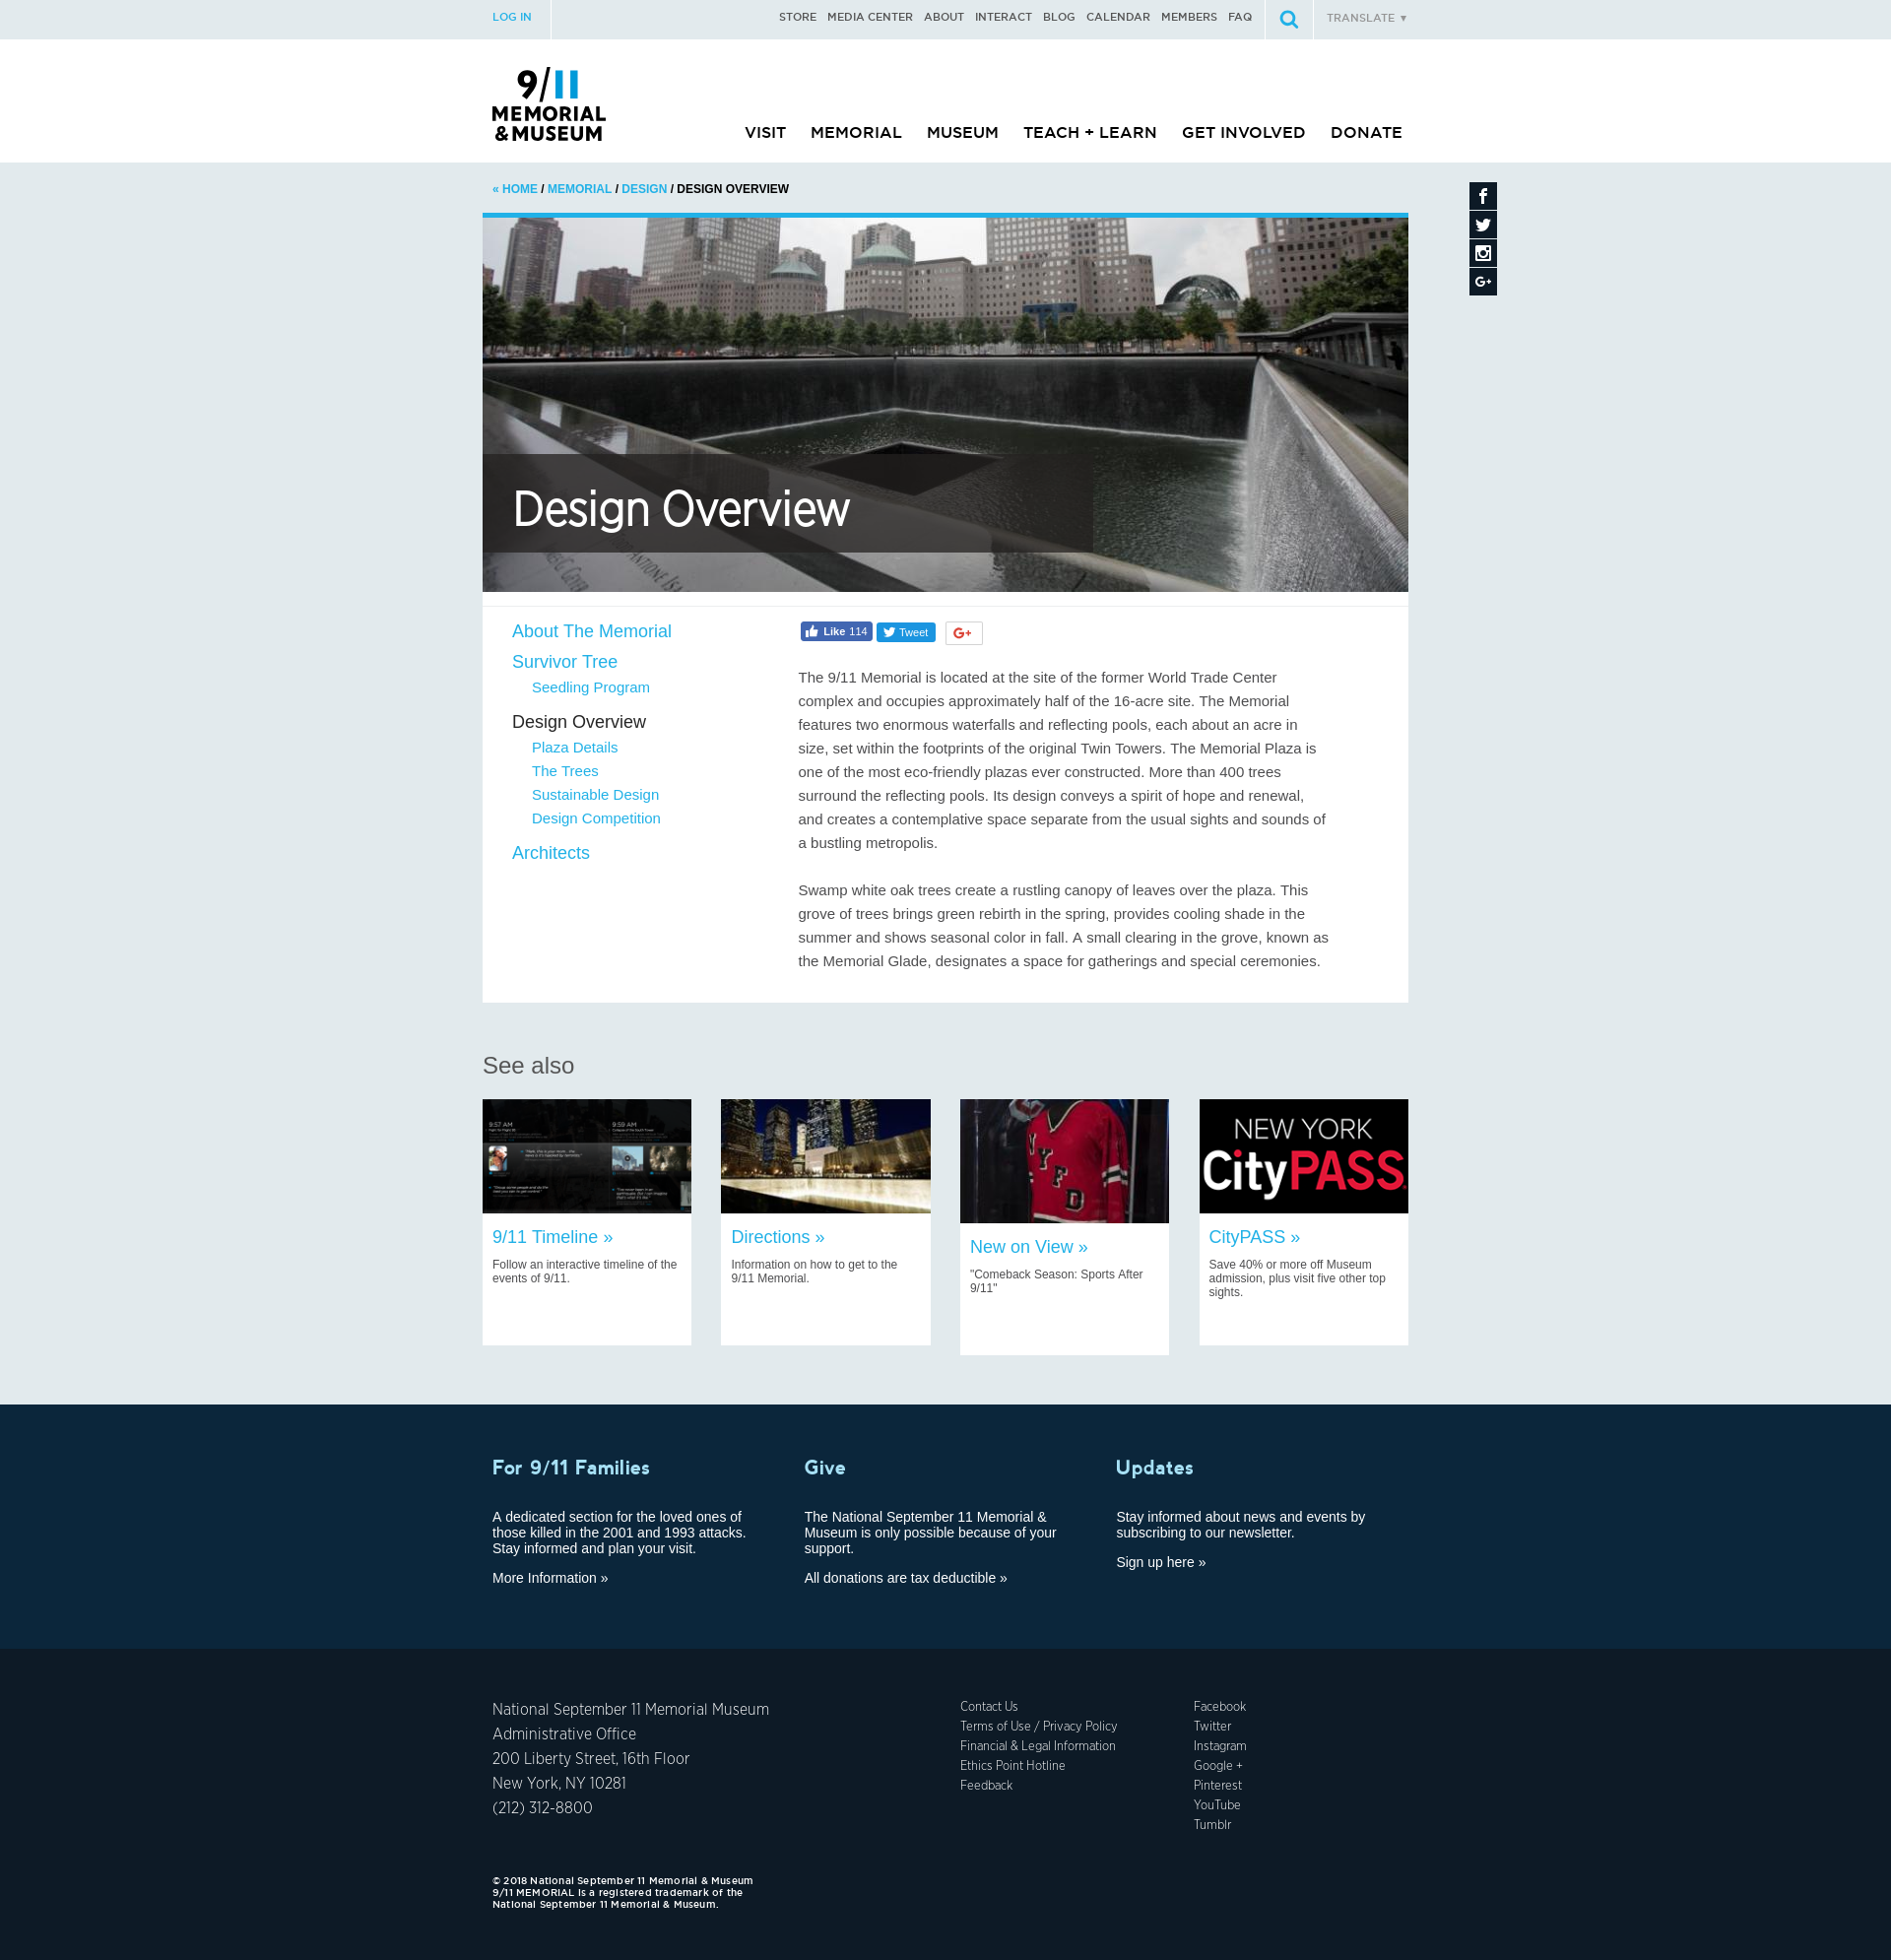 LOG IN
STORE MEDIA CENTER ABOUT INTERACT BLOG CALENDAR MEMBERS FAQ
TRANSLATE ▼
9/11
MEMORIAL
& MUSEUM
VISIT MEMORIAL MUSEUM TEACH + LEARN GET INVOLVED DONATE
« HOME / MEMORIAL / DESIGN / DESIGN OVERVIEW
Design Overview
About The Memorial
Survivor Tree
Seedling Program
Design Overview
Plaza Details
The Trees
Sustainable Design
Design Competition
Architects
Like 114
Tweet
G+
The 9/11 Memorial is located at the site of the former World Trade Center
complex and occupies approximately half of the 16-acre site. The Memorial
features two enormous waterfalls and reflecting pools, each about an acre in
size, set within the footprints of the original Twin Towers. The Memorial Plaza is
one of the most eco-friendly plazas ever constructed. More than 400 trees
surround the reflecting pools. Its design conveys a spirit of hope and renewal,
and creates a contemplative space separate from the usual sights and sounds of
a bustling metropolis.
Swamp white oak trees create a rustling canopy of leaves over the plaza. This
grove of trees brings green rebirth in the spring, provides cooling shade in the
summer and shows seasonal color in fall. A small clearing in the grove, known as
the Memorial Glade, designates a space for gatherings and special ceremonies.
See also
9:57 AM
9:59 AM
9/11 Timeline »
Follow an interactive timeline of the
events of 9/11.
Directions »
Information on how to get to the
9/11 Memorial.
NYFD
New on View »
"Comeback Season: Sports After
9/11"
NEW YORK
CityPASS
CityPASS »
Save 40% or more off Museum
admission, plus visit five other top
sights.
For 9/11 Families
A dedicated section for the loved ones of
those killed in the 2001 and 1993 attacks.
Stay informed and plan your visit.
More Information »
Give
The National September 11 Memorial &
Museum is only possible because of your
support.
All donations are tax deductible »
Updates
Stay informed about news and events by
subscribing to our newsletter.
Sign up here »
National September 11 Memorial Museum
Administrative Office
200 Liberty Street, 16th Floor
New York, NY 10281
(212) 312-8800
Contact Us
Terms of Use / Privacy Policy
Financial & Legal Information
Ethics Point Hotline
Feedback
Facebook
Twitter
Instagram
Google +
Pinterest
YouTube
Tumblr
© 2018 National September 11 Memorial & Museum
9/11 MEMORIAL is a registered trademark of the
National September 11 Memorial & Museum.